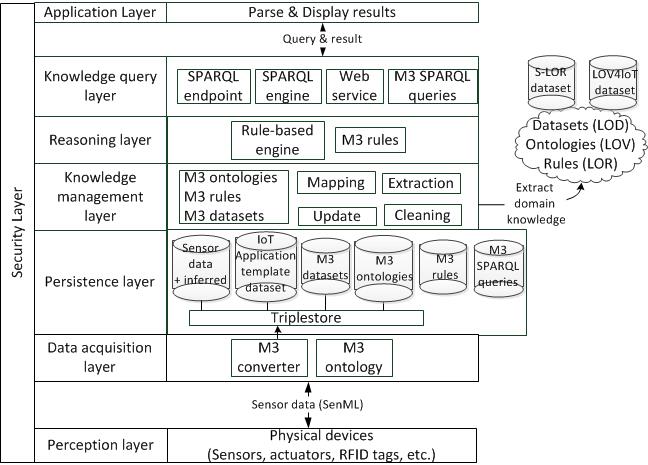 Security Layer
Application Layer
Parse & Display results
Query & result
Knowledge query
layer
SPARQL
endpoint
SPARQL
engine
Web
service
M3 SPARQL
queries
Reasoning layer
Rule-based
engine
M3 rules
Knowledge
management
layer
M3 ontologies
M3 rules
M3 datasets
Mapping
Extraction
Update
Cleaning
Extract
domain
knowledge
S-LOR
dataset
LOV4IoT
dataset
Datasets (LOD)
Ontologies (LOV)
Rules (LOR)
Persistence layer
Sensor
data
+ inferred
IoT
Application
template
dataset
M3
datasets
M3
ontologies
M3
rules
M3
SPARQL
queries
Triplestore
Data acquisition
layer
M3
converter
M3
ontology
Sensor data (SenML)
Perception layer
Physical devices
(Sensors, actuators, RFID tags, etc.)